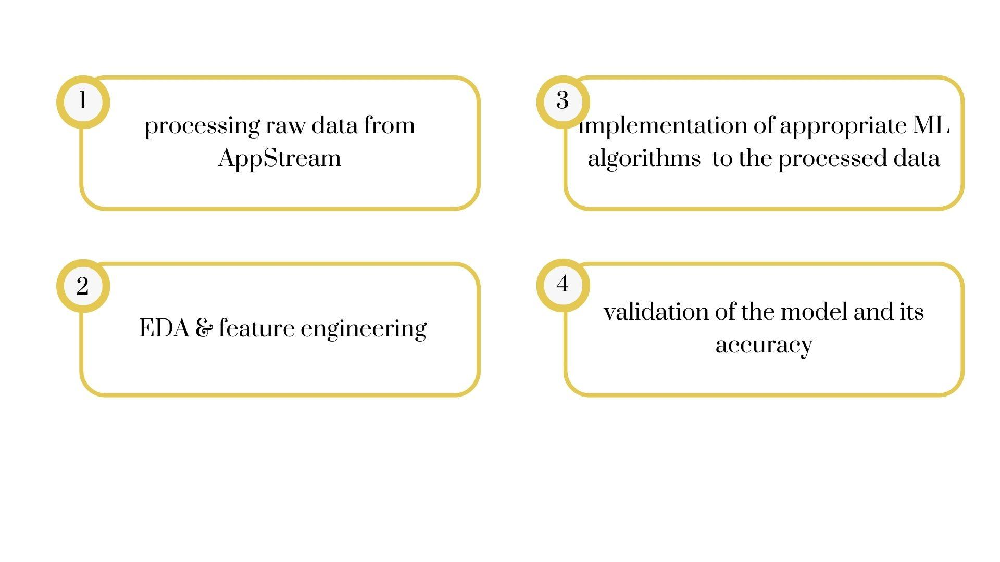 1
processing raw data from
AppStream
2
EDA & feature engineering
3
implementation of appropriate ML
algorithms  to the processed data
4
validation of the model and its
accuracy